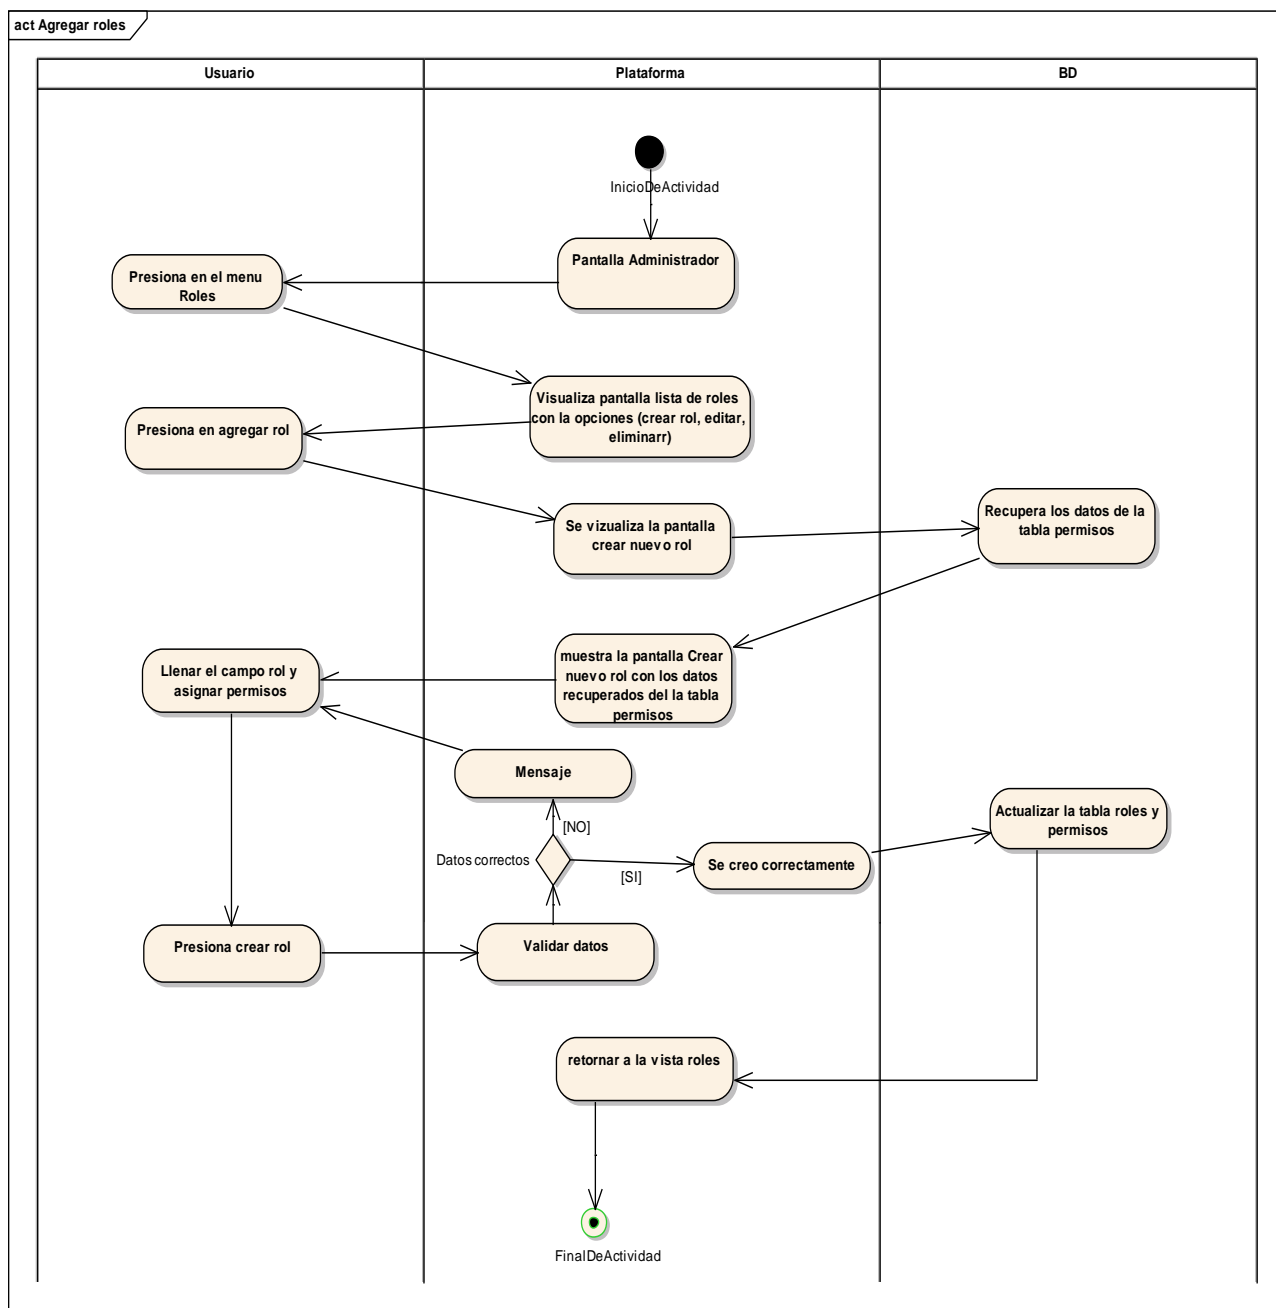 act Agregar roles
Usuario
Plataforma
BD
InicioDeActividad
Pantalla Administrador
Presiona en el menu
Roles
Visualiza pantalla lista de roles
con la opciones (crear rol, editar,
eliminarr)
Presiona en agregar rol
Se vizualiza la pantalla
crear nuevo rol
Recupera los datos de la
tabla permisos
muestra la pantalla Crear
nuevo rol con los datos
recuperados del la tabla
permisos
Llenar el campo rol y
asignar permisos
Mensaje
[NO]
Datos correctos
[SI]
Se creo correctamente
Actualizar la tabla roles y
permisos
Presiona crear rol
Validar datos
retornar a la vista roles
FinalDeActividad